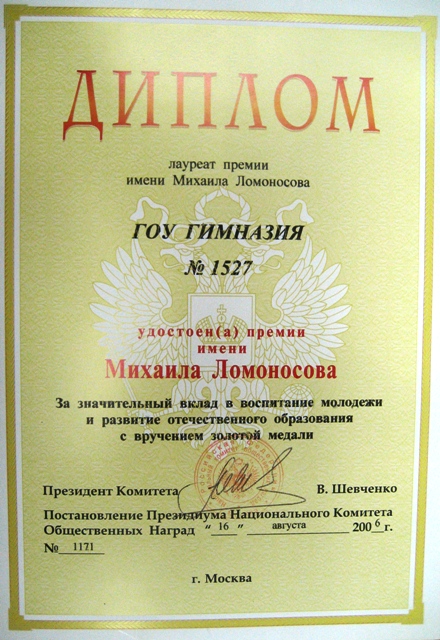 ДИПЛОМ
лауреат премии
имени Михаила Ломоносова
ГОУ ГИМНАЗИЯ
№ 1527
удостоен(а) премии
имени
Михаила Ломоносова
За значительный вклад в воспитание молодежи
и развитие отечественного образования
с вручением золотой медали
Президент Комитета В. Шевченко
Постановление Президиума Национального Комитета
Общественных Наград "16" августа 2006 г.
№ 1171
г. Москва